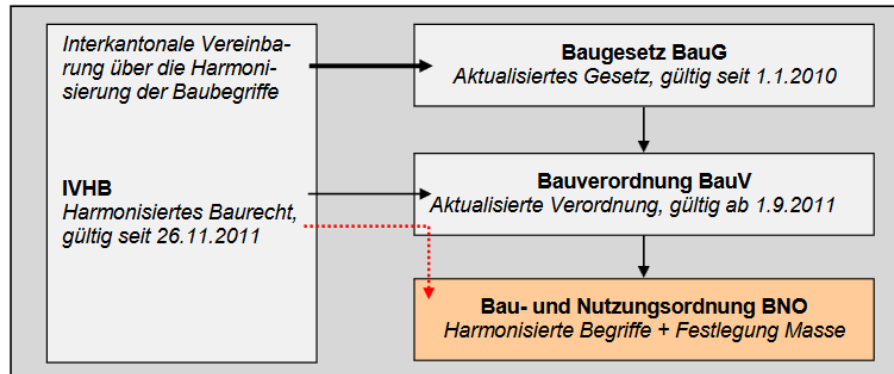 Interkantonale Vereinba-
rung über die Harmoni-
sierung der Baubegriffe
IVHB
Harmonisiertes Baurecht,
gültig seit 26.11.2011
Baugesetz BauG
Aktualisiertes Gesetz, gültig seit 1.1.2010
Bauverordnung BauV
Aktualisierte Verordnung, gültig ab 1.9.2011
Bau- und Nutzungsordnung BNO
Harmonisierte Begriffe + Festlegung Masse